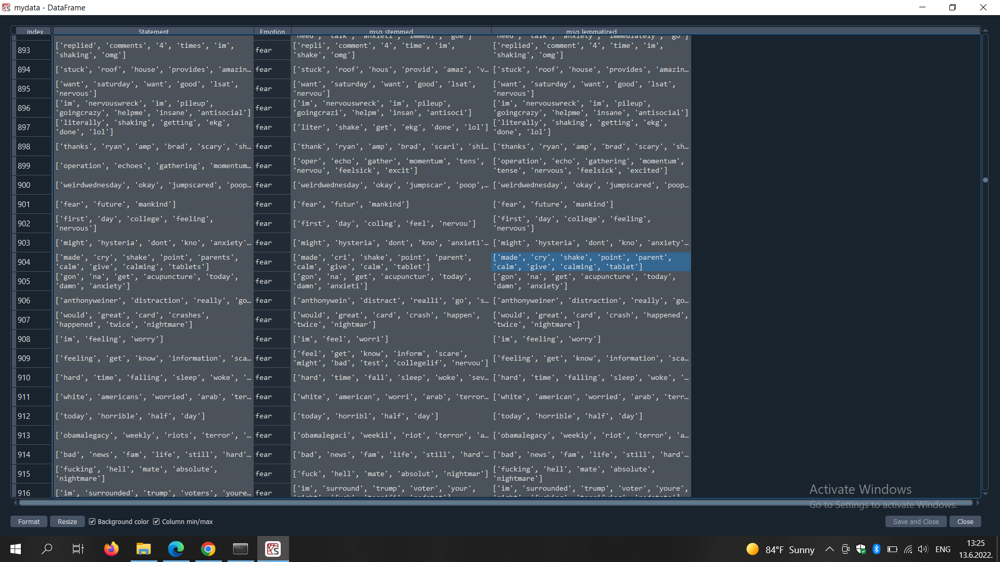 mydata - DataFrame
Index Statement Emotion msg_stemmed msg_lemmatized
need', 'talk', 'anxieti', 'immedi', 'goe'] need', 'talk', 'anxiety', 'immediately', 'go']
893 ['replied', 'comments', '4', 'times', 'im', 'shaking', 'omg'] fear ['repli', 'comment', '4', 'time', 'im', 'shake', 'omg'] ['replied', 'comment', '4', 'time', 'im', 'shaking', 'omg']
894 ['stuck', 'roof', 'house', 'provides', 'amazin… fear ['stuck', 'roof', 'hous', 'provid', 'amaz', 'v… ['stuck', 'roof', 'house', 'provides', 'amazin…
895 ['want', 'saturday', 'want', 'good', 'lsat', 'nervous'] fear ['want', 'saturday', 'want', 'good', 'lsat', 'nervou'] ['want', 'saturday', 'want', 'good', 'lsat', 'nervous']
896 ['im', 'nervouswreck', 'im', 'pileup', 'goingcrazy', 'helpme', 'insane', 'antisocial'] fear ['im', 'nervouswreck', 'im', 'pileup', 'goingcrazi', 'helpm', 'insan', 'antisoci'] ['im', 'nervouswreck', 'im', 'pileup', 'goingcrazy', 'helpme', 'insane', 'antisocial']
897 ['literally', 'shaking', 'getting', 'ekg', 'done', 'lol'] fear ['liter', 'shake', 'get', 'ekg', 'done', 'lol'] ['literally', 'shaking', 'getting', 'ekg', 'done', 'lol']
898 ['thanks', 'ryan', 'amp', 'brad', 'scary', 'sh… fear ['thank', 'ryan', 'amp', 'brad', 'scari', 'shi… ['thanks', 'ryan', 'amp', 'brad', 'scary', 'sh…
899 ['operation', 'echoes', 'gathering', 'momentum… fear ['oper', 'echo', 'gather', 'momentum', 'tens', 'nervou', 'feelsick', 'excit'] ['operation', 'echo', 'gathering', 'momentum', 'tense', 'nervous', 'feelsick', 'excited']
900 ['weirdwednesday', 'okay', 'jumpscared', 'poop… fear ['weirdwednesday', 'okay', 'jumpscar', 'poop',… ['weirdwednesday', 'okay', 'jumpscared', 'poop…
901 ['fear', 'future', 'mankind'] fear ['fear', 'futur', 'mankind'] ['fear', 'future', 'mankind']
902 ['first', 'day', 'college', 'feeling', 'nervous'] fear ['first', 'day', 'colleg', 'feel', 'nervou'] ['first', 'day', 'college', 'feeling', 'nervous']
903 ['might', 'hysteria', 'dont', 'kno', 'anxiety'… fear ['might', 'hysteria', 'dont', 'kno', 'anxieti'… ['might', 'hysteria', 'dont', 'kno', 'anxiety'…
904 ['made', 'cry', 'shake', 'point', 'parents', 'calm', 'give', 'calming', 'tablets'] fear ['made', 'cri', 'shake', 'point', 'parent', 'calm', 'give', 'calm', 'tablet'] ['made', 'cry', 'shake', 'point', 'parent', 'calm', 'give', 'calming', 'tablet']
905 ['gon', 'na', 'get', 'acupuncture', 'today', 'damn', 'anxiety'] fear ['gon', 'na', 'get', 'acupunctur', 'today', 'damn', 'anxieti'] ['gon', 'na', 'get', 'acupuncture', 'today', 'damn', 'anxiety']
906 ['anthonyweiner', 'distraction', 'really', 'go… fear ['anthonywein', 'distract', 'realli', 'go', 's… ['anthonyweiner', 'distraction', 'really', 'go…
907 ['would', 'great', 'card', 'crashes', 'happened', 'twice', 'nightmare'] fear ['would', 'great', 'card', 'crash', 'happen', 'twice', 'nightmar'] ['would', 'great', 'card', 'crash', 'happened', 'twice', 'nightmare']
908 ['im', 'feeling', 'worry'] fear ['im', 'feel', 'worri'] ['im', 'feeling', 'worry']
909 ['feeling', 'get', 'know', 'information', 'sca… fear ['feel', 'get', 'know', 'inform', 'scare', 'might', 'bad', 'test', 'collegelif', 'nervou'] ['feeling', 'get', 'know', 'information', 'sca…
910 ['hard', 'time', 'falling', 'sleep', 'woke', '… fear ['hard', 'time', 'fall', 'sleep', 'woke', 'sev… ['hard', 'time', 'falling', 'sleep', 'woke', '…
911 ['white', 'americans', 'worried', 'arab', 'ter… fear ['white', 'american', 'worri', 'arab', 'terror… ['white', 'american', 'worried', 'arab', 'terr…
912 ['today', 'horrible', 'half', 'day'] fear ['today', 'horribl', 'half', 'day'] ['today', 'horrible', 'half', 'day']
913 ['obamalegacy', 'weekly', 'riots', 'terror', '… fear ['obamalegaci', 'weekli', 'riot', 'terror', 'a… ['obamalegacy', 'weekly', 'riot', 'terror', 'a…
914 ['bad', 'news', 'fam', 'life', 'still', 'hard'… fear ['bad', 'news', 'fam', 'life', 'still', 'hard'… ['bad', 'news', 'fam', 'life', 'still', 'hard'…
915 ['fucking', 'hell', 'mate', 'absolute', 'nightmare'] fear ['fuck', 'hell', 'mate', 'absolut', 'nightmar'] ['fucking', 'hell', 'mate', 'absolute', 'nightmare']
916 ['im', 'surrounded', 'trump', 'voters', 'youre… fear ['im', 'surround', 'trump', 'voter', 'your', ['im', 'surrounded', 'trump', 'voter', 'youre',
Activate Windows
Go to Settings to activate Windows.
Format Resize Background color Column min/max Save and Close Close
84°F Sunny ENG 13:25
13.6.2022.